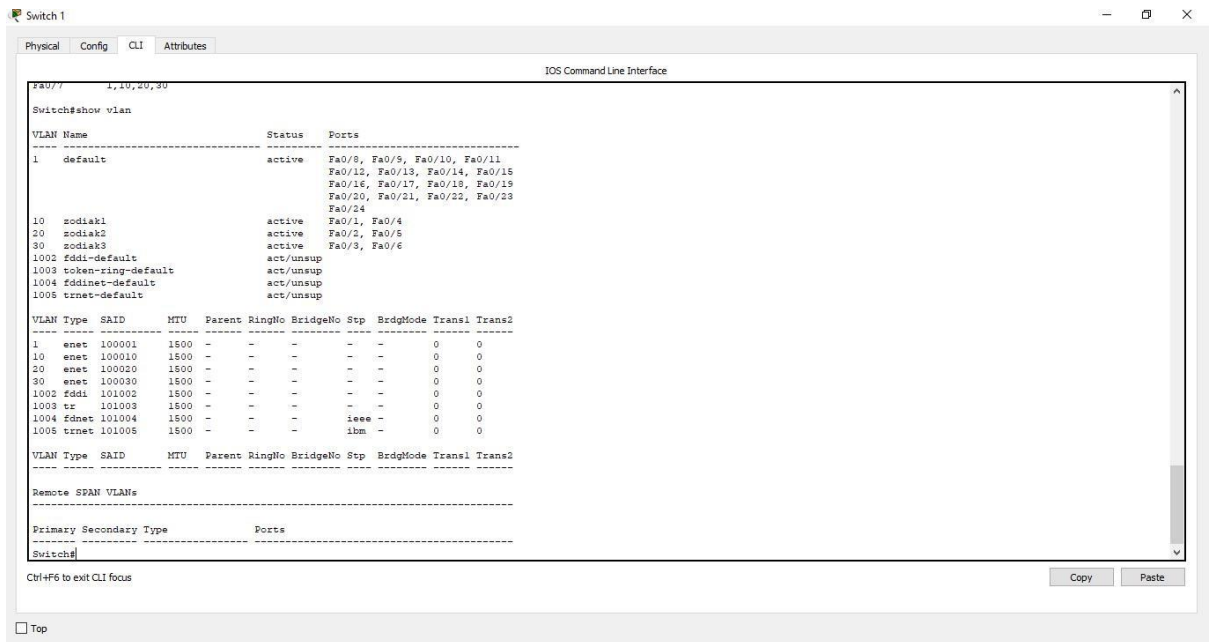 Switch 1
Physical Config CLI Attributes
IOS Command Line Interface
Fa0/7 1,10,20,30
Switch#show vlan
VLAN Name Status Ports
---- -------------------------------- --------- -------------------------------
1 default active Fa0/8, Fa0/9, Fa0/10, Fa0/11
Fa0/12, Fa0/13, Fa0/14, Fa0/15
Fa0/16, Fa0/17, Fa0/18, Fa0/19
Fa0/20, Fa0/21, Fa0/22, Fa0/23
Fa0/24
10 zodiak1 active Fa0/1, Fa0/4
20 zodiak2 active Fa0/2, Fa0/5
30 zodiak3 active Fa0/3, Fa0/6
1002 fddi-default act/unsup
1003 token-ring-default act/unsup
1004 fddinet-default act/unsup
1005 trnet-default act/unsup
VLAN Type SAID MTU Parent RingNo BridgeNo Stp BrdgMode Trans1 Trans2
---- ----- ---------- ----- ------ ------ -------- ---- -------- ------ ------
1 enet 100001 1500 - - - - - 0 0
10 enet 100010 1500 - - - - - 0 0
20 enet 100020 1500 - - - - - 0 0
30 enet 100030 1500 - - - - - 0 0
1002 fddi 101002 1500 - - - - - 0 0
1003 tr 101003 1500 - - - - - 0 0
1004 fdnet 101004 1500 - - - ieee - 0 0
1005 trnet 101005 1500 - - - ibm - 0 0
VLAN Type SAID MTU Parent RingNo BridgeNo Stp BrdgMode Trans1 Trans2
---- ----- ---------- ----- ------ ------ -------- ---- -------- ------ ------
Remote SPAN VLANs
------------------------------------------------------------------------------
Primary Secondary Type Ports
------- --------- ----------------- ------------------------------------------
Switch#
Ctrl+F6 to exit CLI focus
Copy Paste
Top